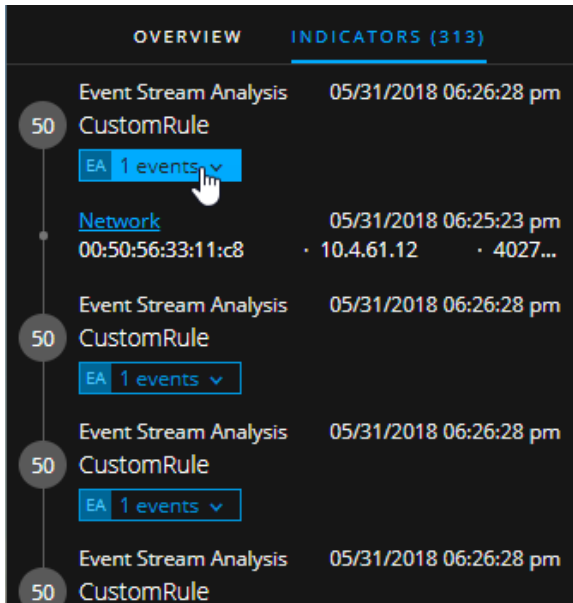 OVERVIEW INDICATORS (313)
Event Stream Analysis 05/31/2018 06:26:28 pm
50 CustomRule
EA 1 events
Network 05/31/2018 06:25:23 pm
00:50:56:33:11:c8 · 10.4.61.12 · 4027...
Event Stream Analysis 05/31/2018 06:26:28 pm
50 CustomRule
EA 1 events
Event Stream Analysis 05/31/2018 06:26:28 pm
50 CustomRule
EA 1 events
Event Stream Analysis 05/31/2018 06:26:28 pm
50 CustomRule